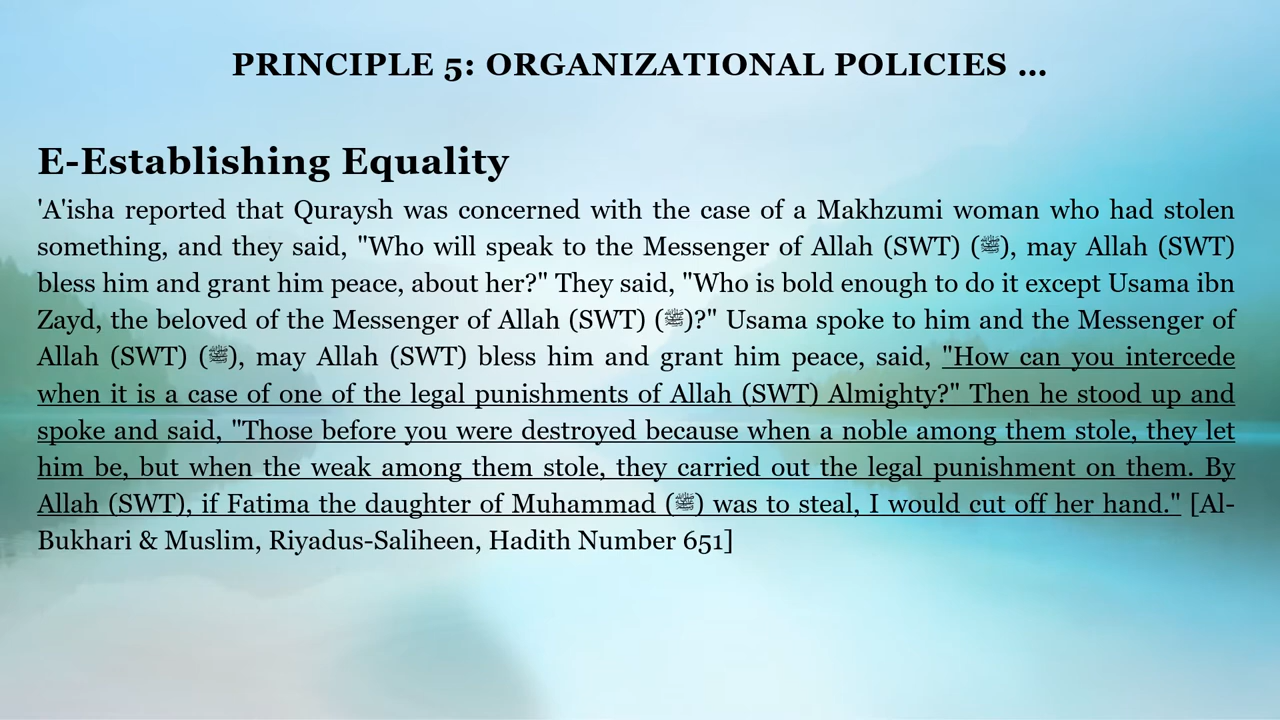 PRINCIPLE 5: ORGANIZATIONAL POLICIES ...
E-Establishing Equality
'A'isha reported that Quraysh was concerned with the case of a Makhzumi woman who had stolen
something, and they said, "Who will speak to the Messenger of Allah (SWT) (ﷺ), may Allah (SWT)
bless him and grant him peace, about her?" They said, "Who is bold enough to do it except Usama ibn
Zayd, the beloved of the Messenger of Allah (SWT) (ﷺ)?" Usama spoke to him and the Messenger of
Allah (SWT) (ﷺ), may Allah (SWT) bless him and grant him peace, said, "How can you intercede
when it is a case of one of the legal punishments of Allah (SWT) Almighty?" Then he stood up and
spoke and said, "Those before you were destroyed because when a noble among them stole, they let
him be, but when the weak among them stole, they carried out the legal punishment on them. By
Allah (SWT), if Fatima the daughter of Muhammad (ﷺ) was to steal, I would cut off her hand." [Al-
Bukhari & Muslim, Riyadus-Saliheen, Hadith Number 651]